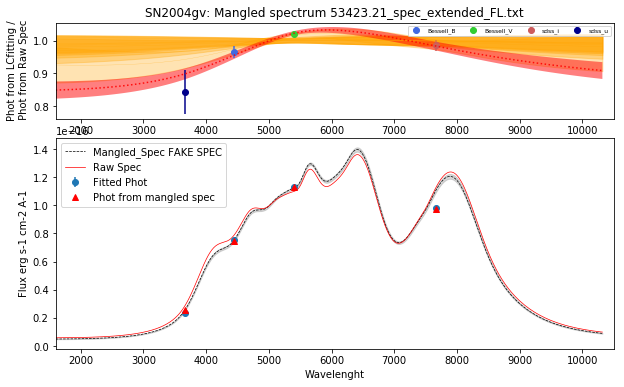 SN2004gv: Mangled spectrum 53423.21_spec_extended_FL.txt
Phot from LCfitting /
Phot from Raw Spec
1.0
0.9
0.8
Bessell_B
Bessell_V
sdss_i
sdss_u
2000 3000 4000 5000 6000 7000 8000 9000 10000
1e−16
Flux erg s-1 cm-2 A-1
1.4
1.2
1.0
0.8
0.6
0.4
0.2
0.0
Mangled_Spec FAKE SPEC
Raw Spec
Fitted Phot
Phot from mangled spec
2000 3000 4000 5000 6000 7000 8000 9000 10000
Wavelenght